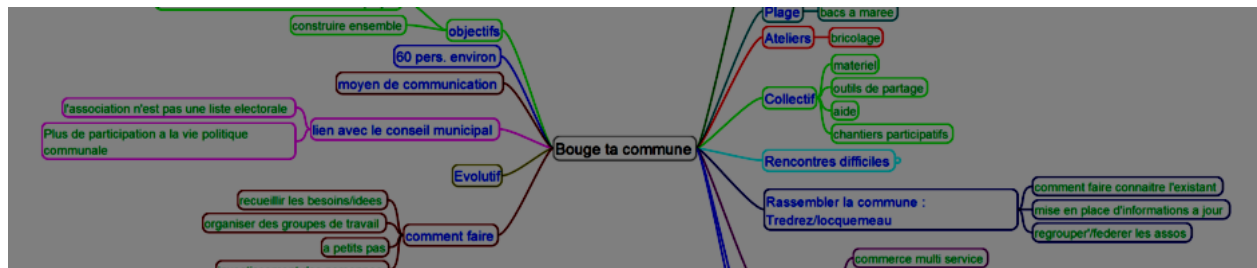 construire ensemble
objectifs
60 pers. environ
moyen de communication
l'association n'est pas une liste electorale
Plus de participation a la vie politique
communale
lien avec le conseil municipal
Evolutif
recueillir les besoins/idees
organiser des groupes de travail
a petits pas
comment faire
Bouge ta commune
Plage
bacs a maree
Ateliers
bricolage
Collectif
materiel
outils de partage
aide
chantiers participatifs
Rencontres difficiles
Rassembler la commune :
Tredrez/locquemeau
comment faire connaitre l'existant
mise en place d'informations a jour
regrouper'/federer les assos
commerce multi service